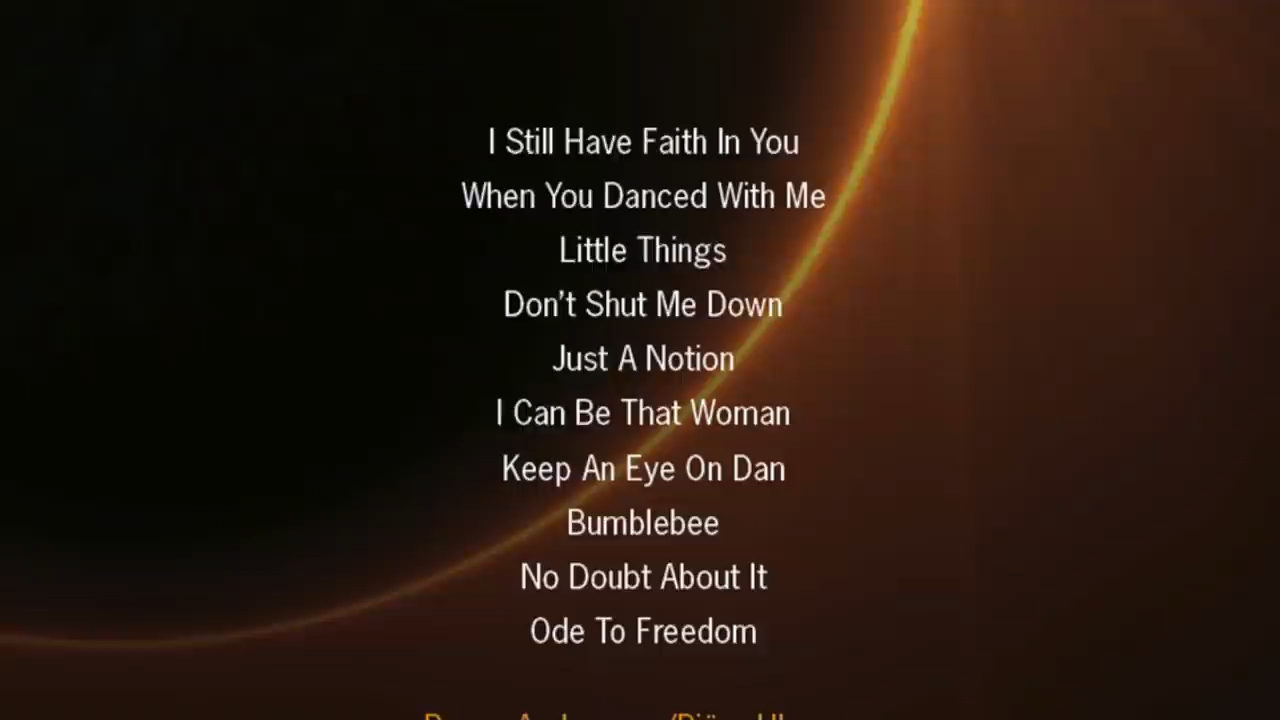 I Still Have Faith In You
When You Danced With Me
Little Things
Don't Shut Me Down
Just A Notion
I Can Be That Woman
Keep An Eye On Dan
Bumblebee
No Doubt About It
Ode To Freedom